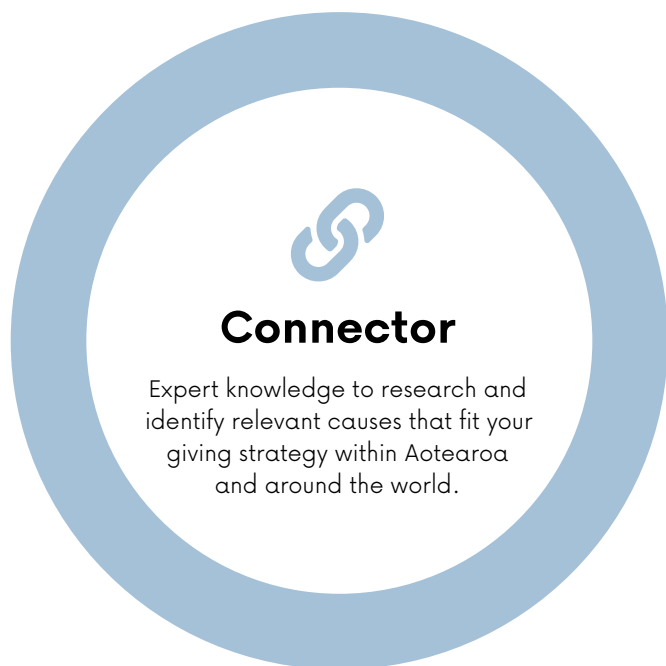 Connector
Expert knowledge to research and
identify relevant causes that fit your
giving strategy within Aotearoa
and around the world.